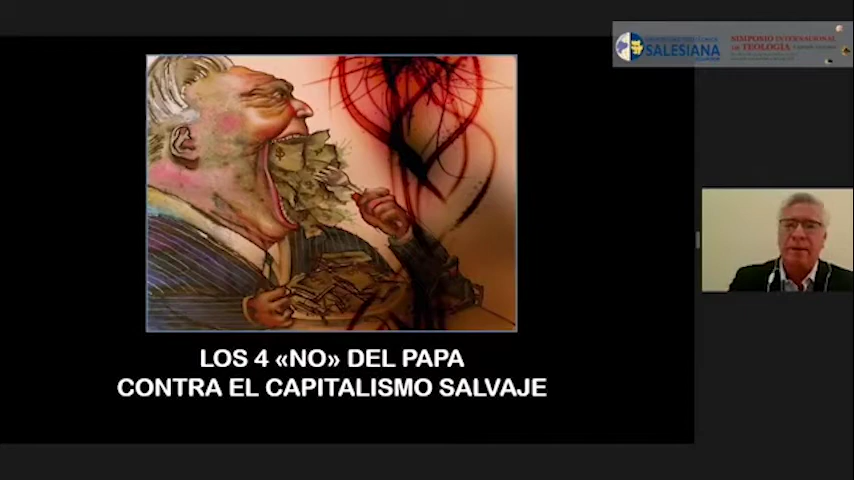 SALESIANA
SIMPOSIO INTERNACIONAL
DE TEOLOGÍA
LOS 4 «NO» DEL PAPA
CONTRA EL CAPITALISMO SALVAJE